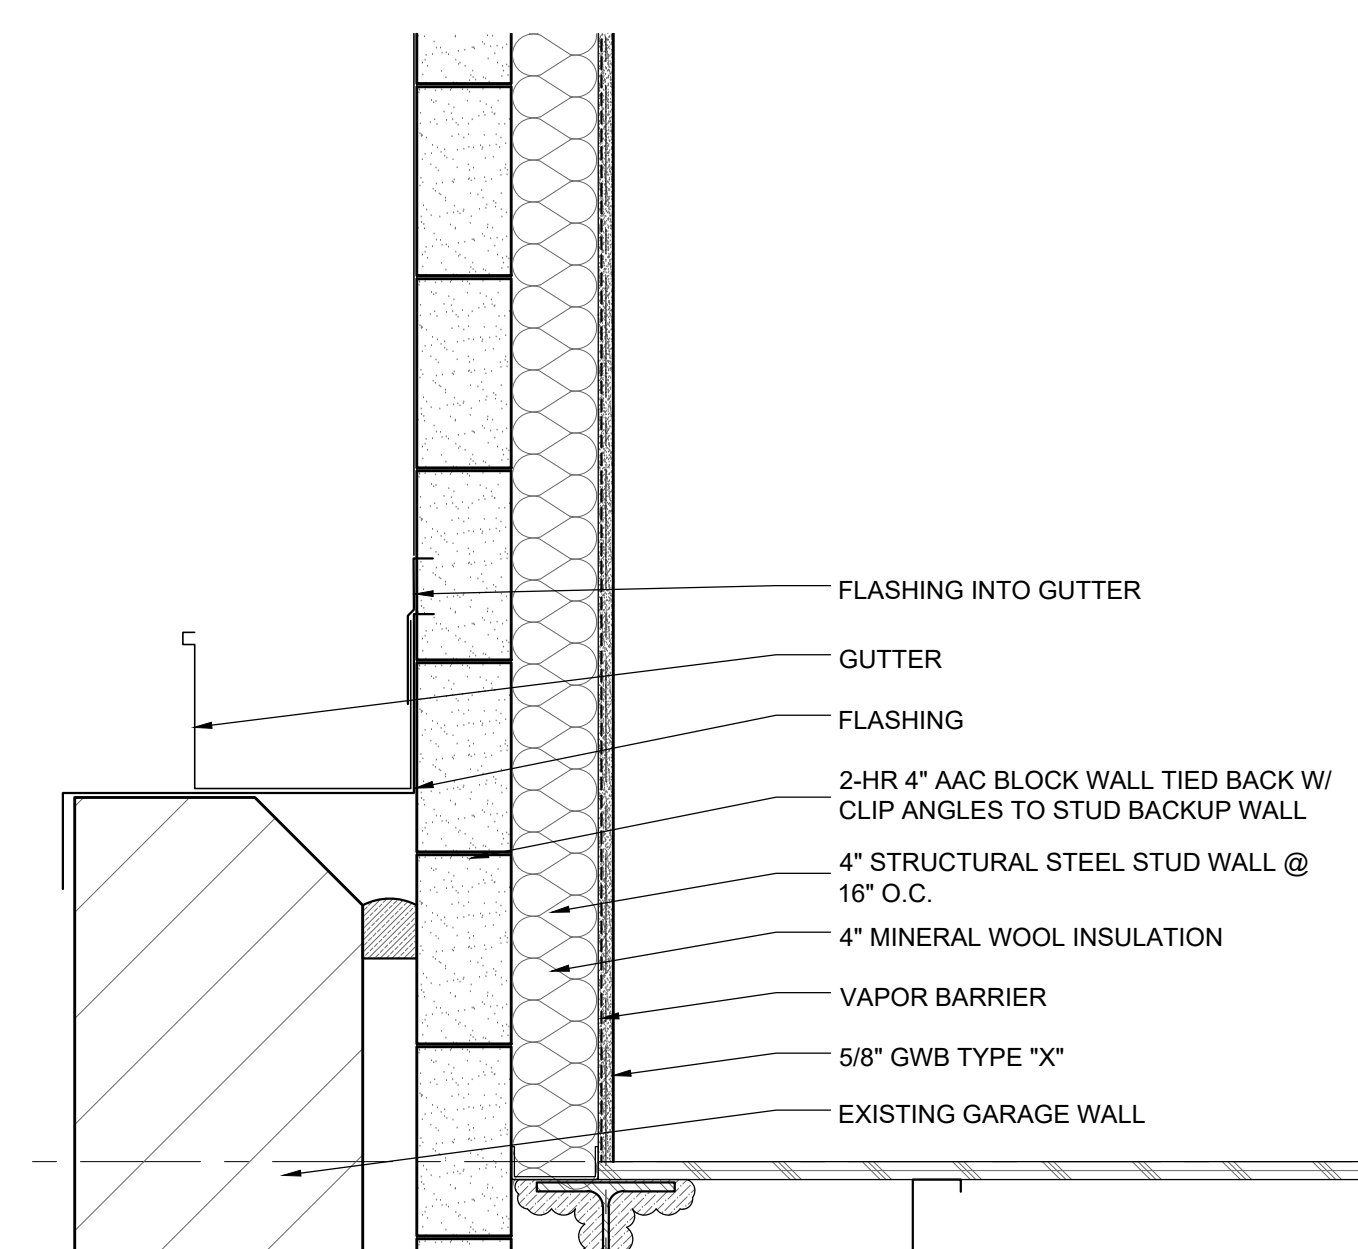 FLASHING INTO GUTTER
GUTTER
FLASHING
2-HR 4" AAC BLOCK WALL TIED BACK W/
CLIP ANGLES TO STUD BACKUP WALL
4" STRUCTURAL STEEL STUD WALL @
16" O.C.
4" MINERAL WOOL INSULATION
VAPOR BARRIER
5/8" GWB TYPE "X"
EXISTING GARAGE WALL